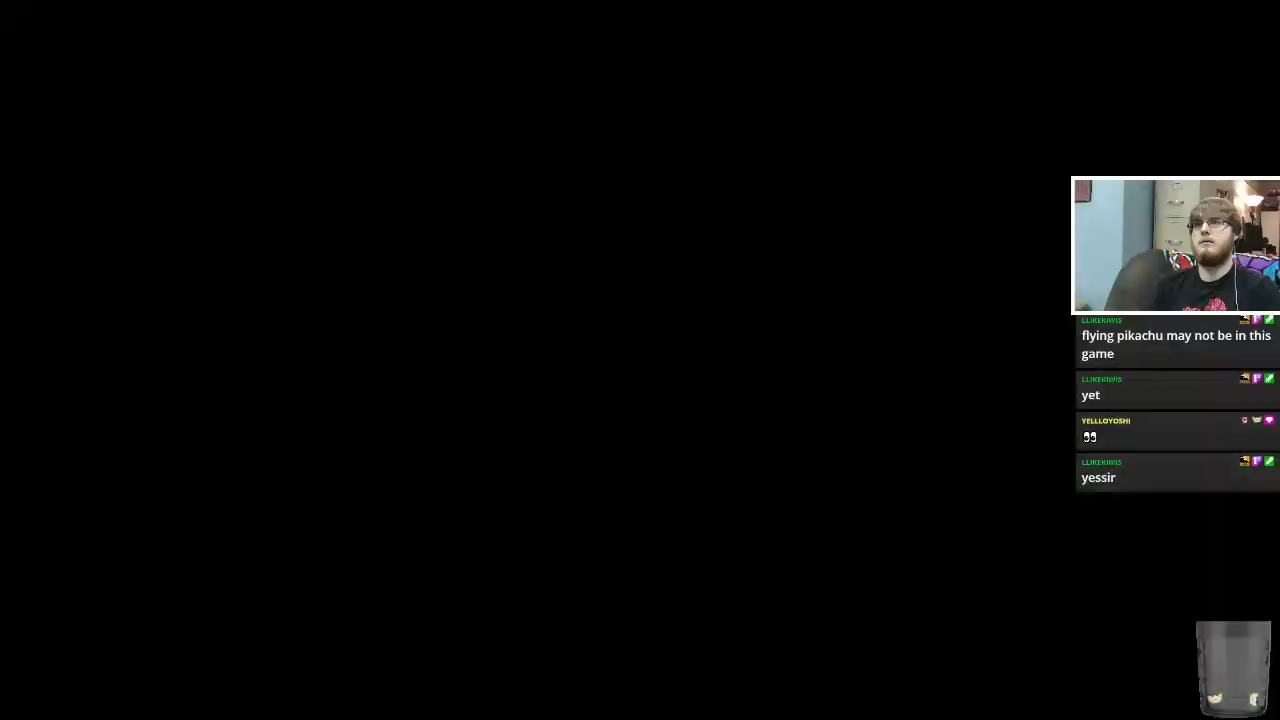 LLIKEKIWIS
flying pikachu may not be in this
game
LLIKEKIWIS
yet
YELLLOYOSHI
LLIKEKIWIS
yessir